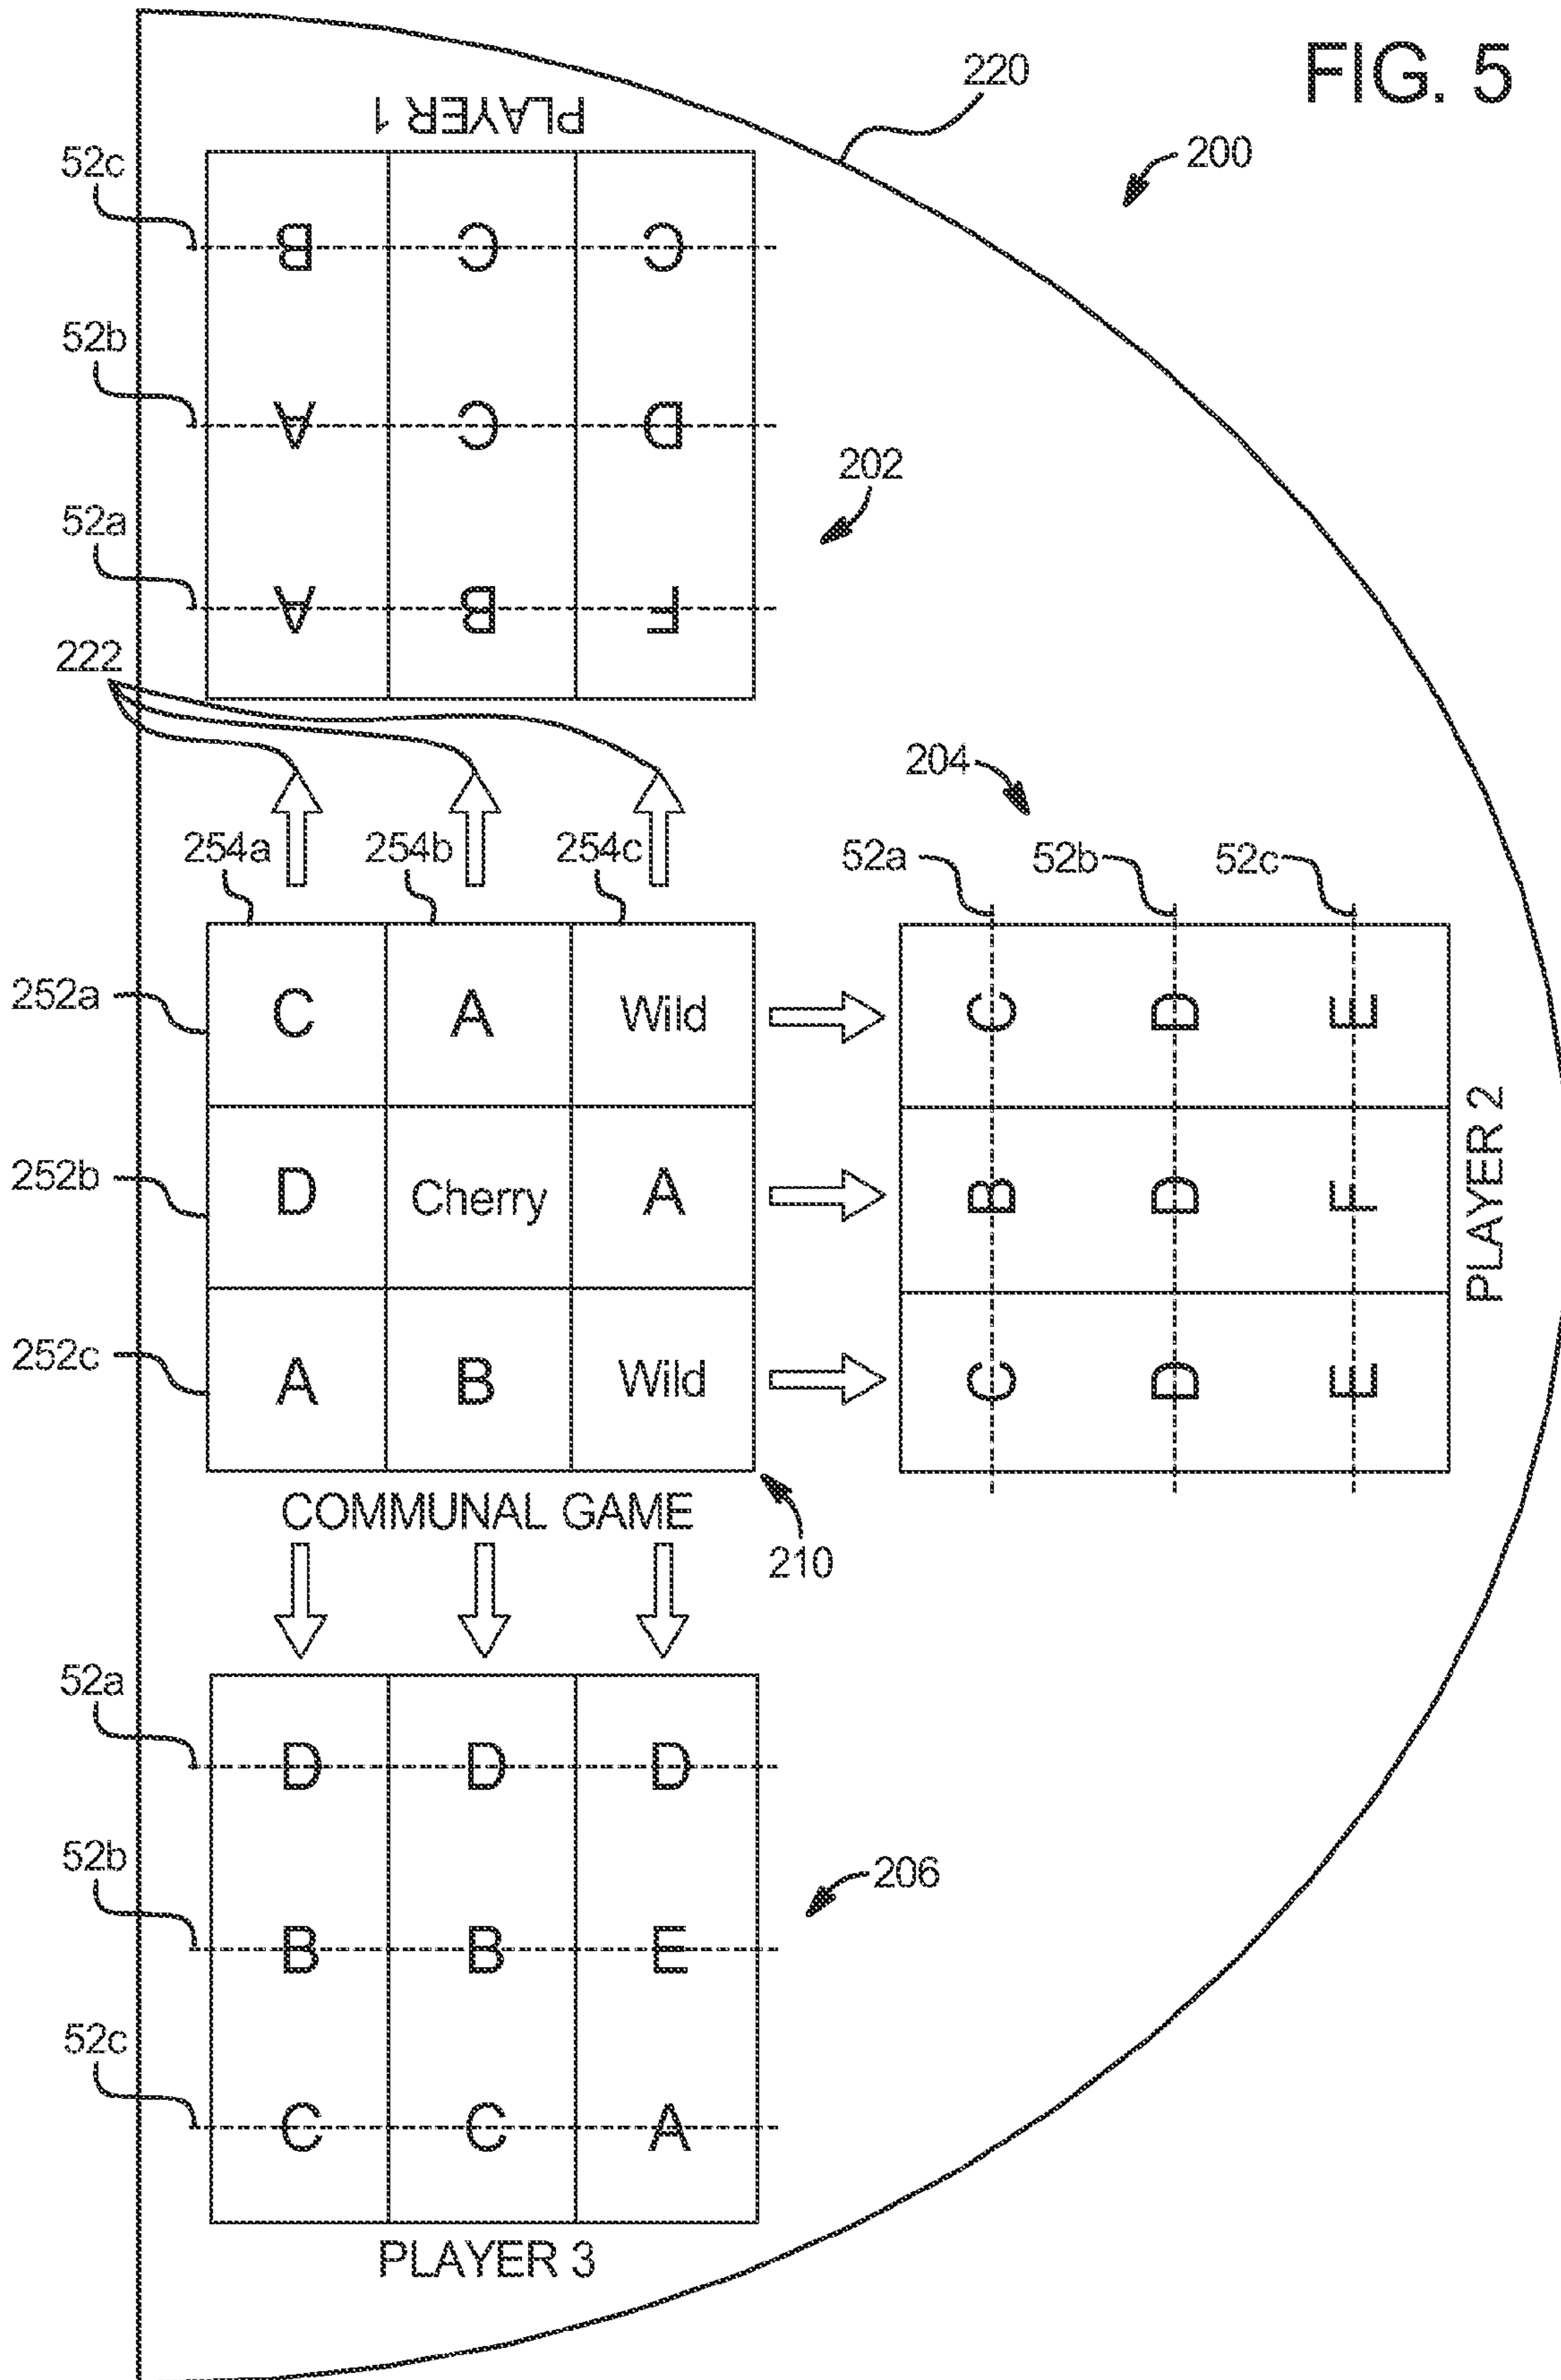 FIG. 5
220
200
PLAYER 1
52c
B C C
52b
A C D
202
52a
A B F
222
204
254a 254b 254c
52a 52b 52c
252a
C A Wild
C D E
252b
D Cherry A
B D F
PLAYER 2
252c
A B Wild
C D E
COMMUNAL GAME
210
52a
D D D
52b
B B E
206
52c
C C A
PLAYER 3